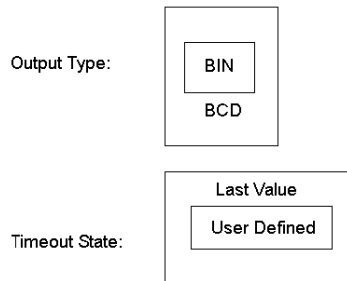 Output Type:
BIN
BCD
Last Value
User Defined
Timeout State: